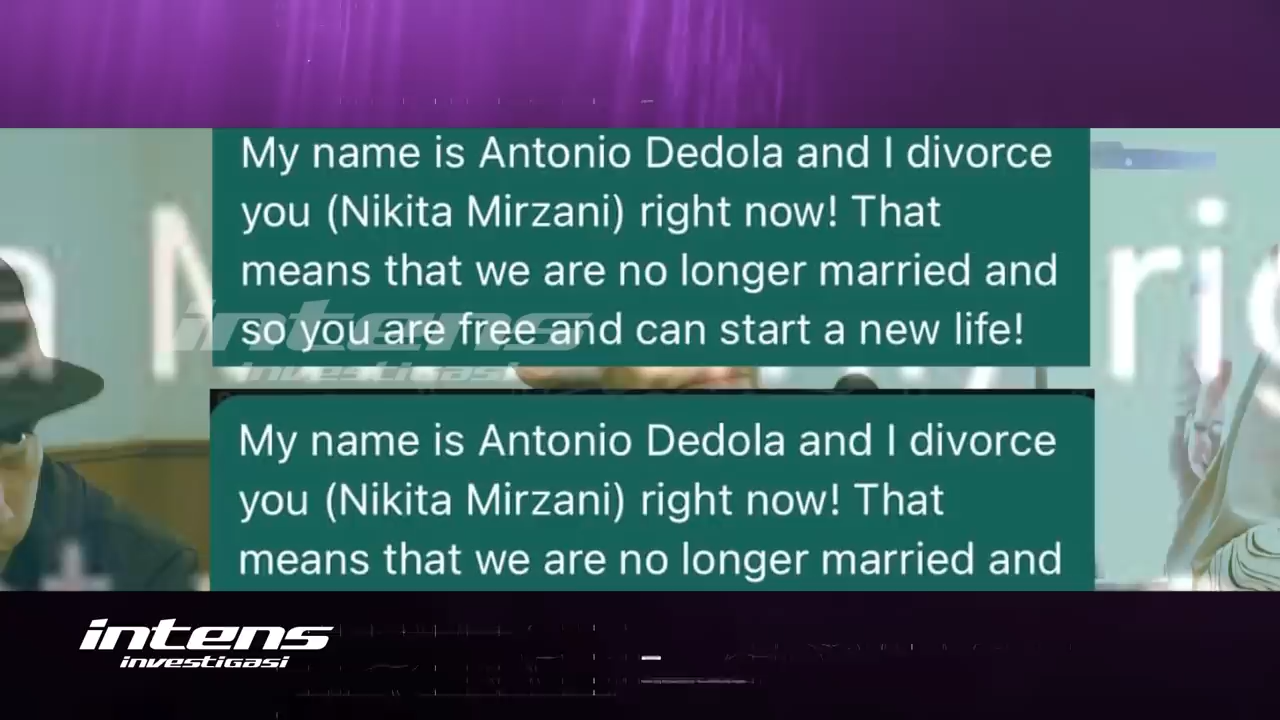 My name is Antonio Dedola and I divorce
you (Nikita Mirzani) right now! That
means that we are no longer married and
so you are free and can start a new life!
intens
investigasi
My name is Antonio Dedola and I divorce
you (Nikita Mirzani) right now! That
means that we are no longer married and
intens
investigasi